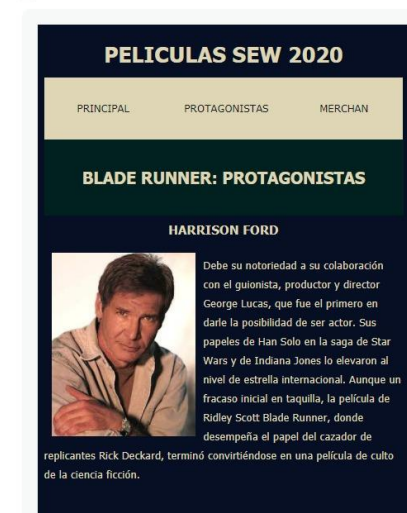 PELICULAS SEW 2020
PRINCIPAL PROTAGONISTAS MERCHAN
BLADE RUNNER: PROTAGONISTAS
HARRISON FORD
Debe su notoriedad a su colaboración
con el guionista, productor y director
George Lucas, que fue el primero en
darle la posibilidad de ser actor. Sus
papeles de Han Solo en la saga de Star
Wars y de Indiana Jones lo elevaron al
nivel de estrella internacional. Aunque un
fracaso inicial en taquilla, la película de
Ridley Scott Blade Runner, donde
desempeña el papel del cazador de
replicantes Rick Deckard, terminó convirtiéndose en una película de culto
de la ciencia ficción.